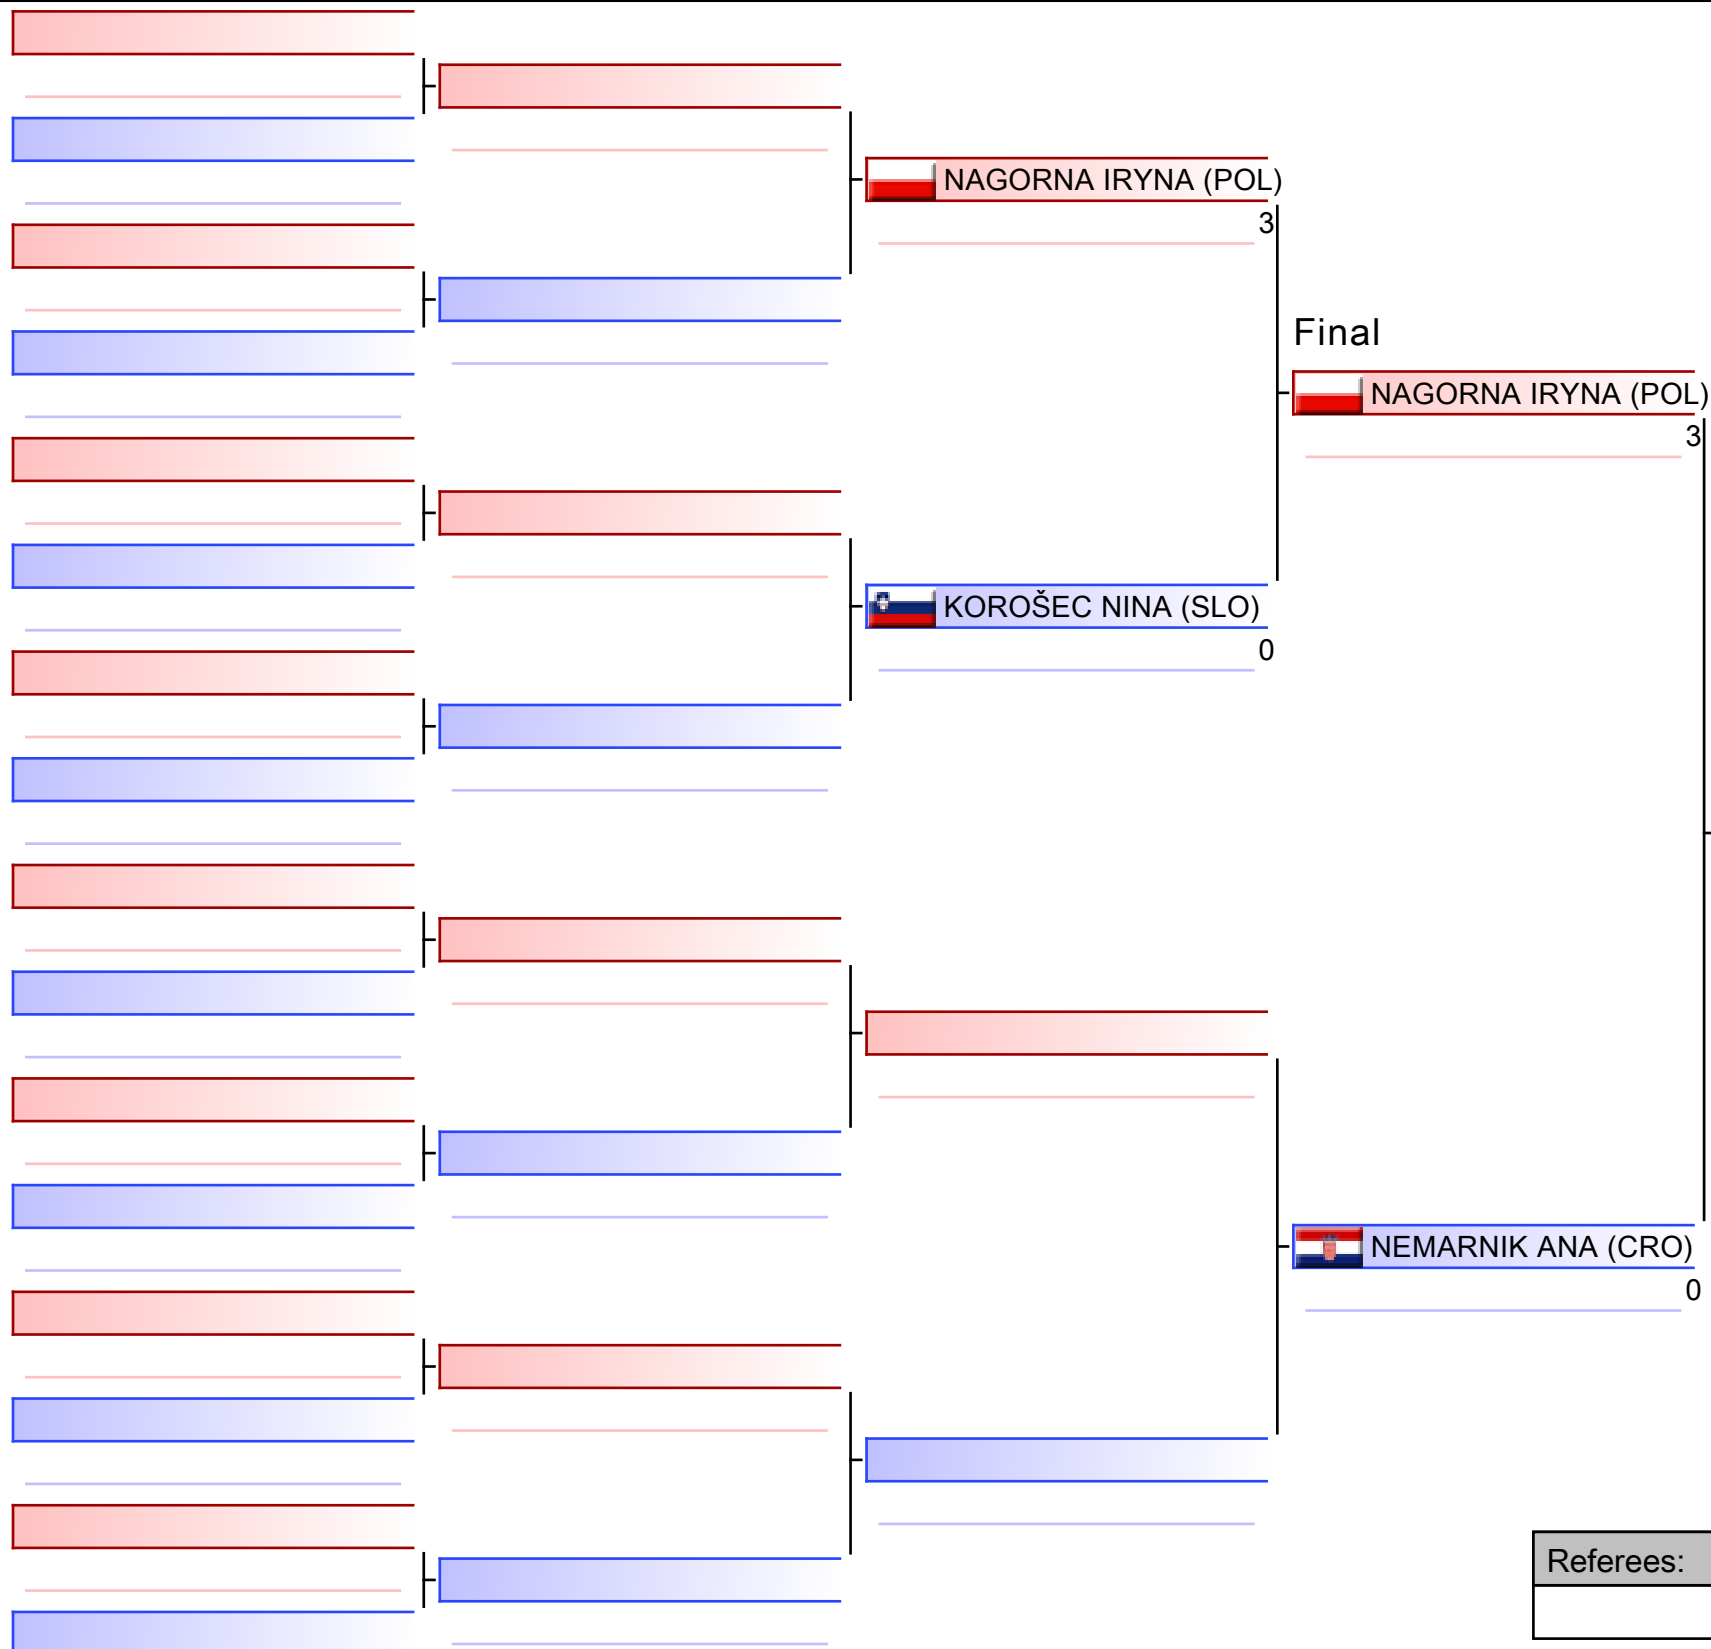 NAGORNA IRYNA (POL)
3
Final
NAGORNA IRYNA (POL)
3
KOROŠEC NINA (SLO)
0
NEMARNIK ANA (CRO)
0
Referees: